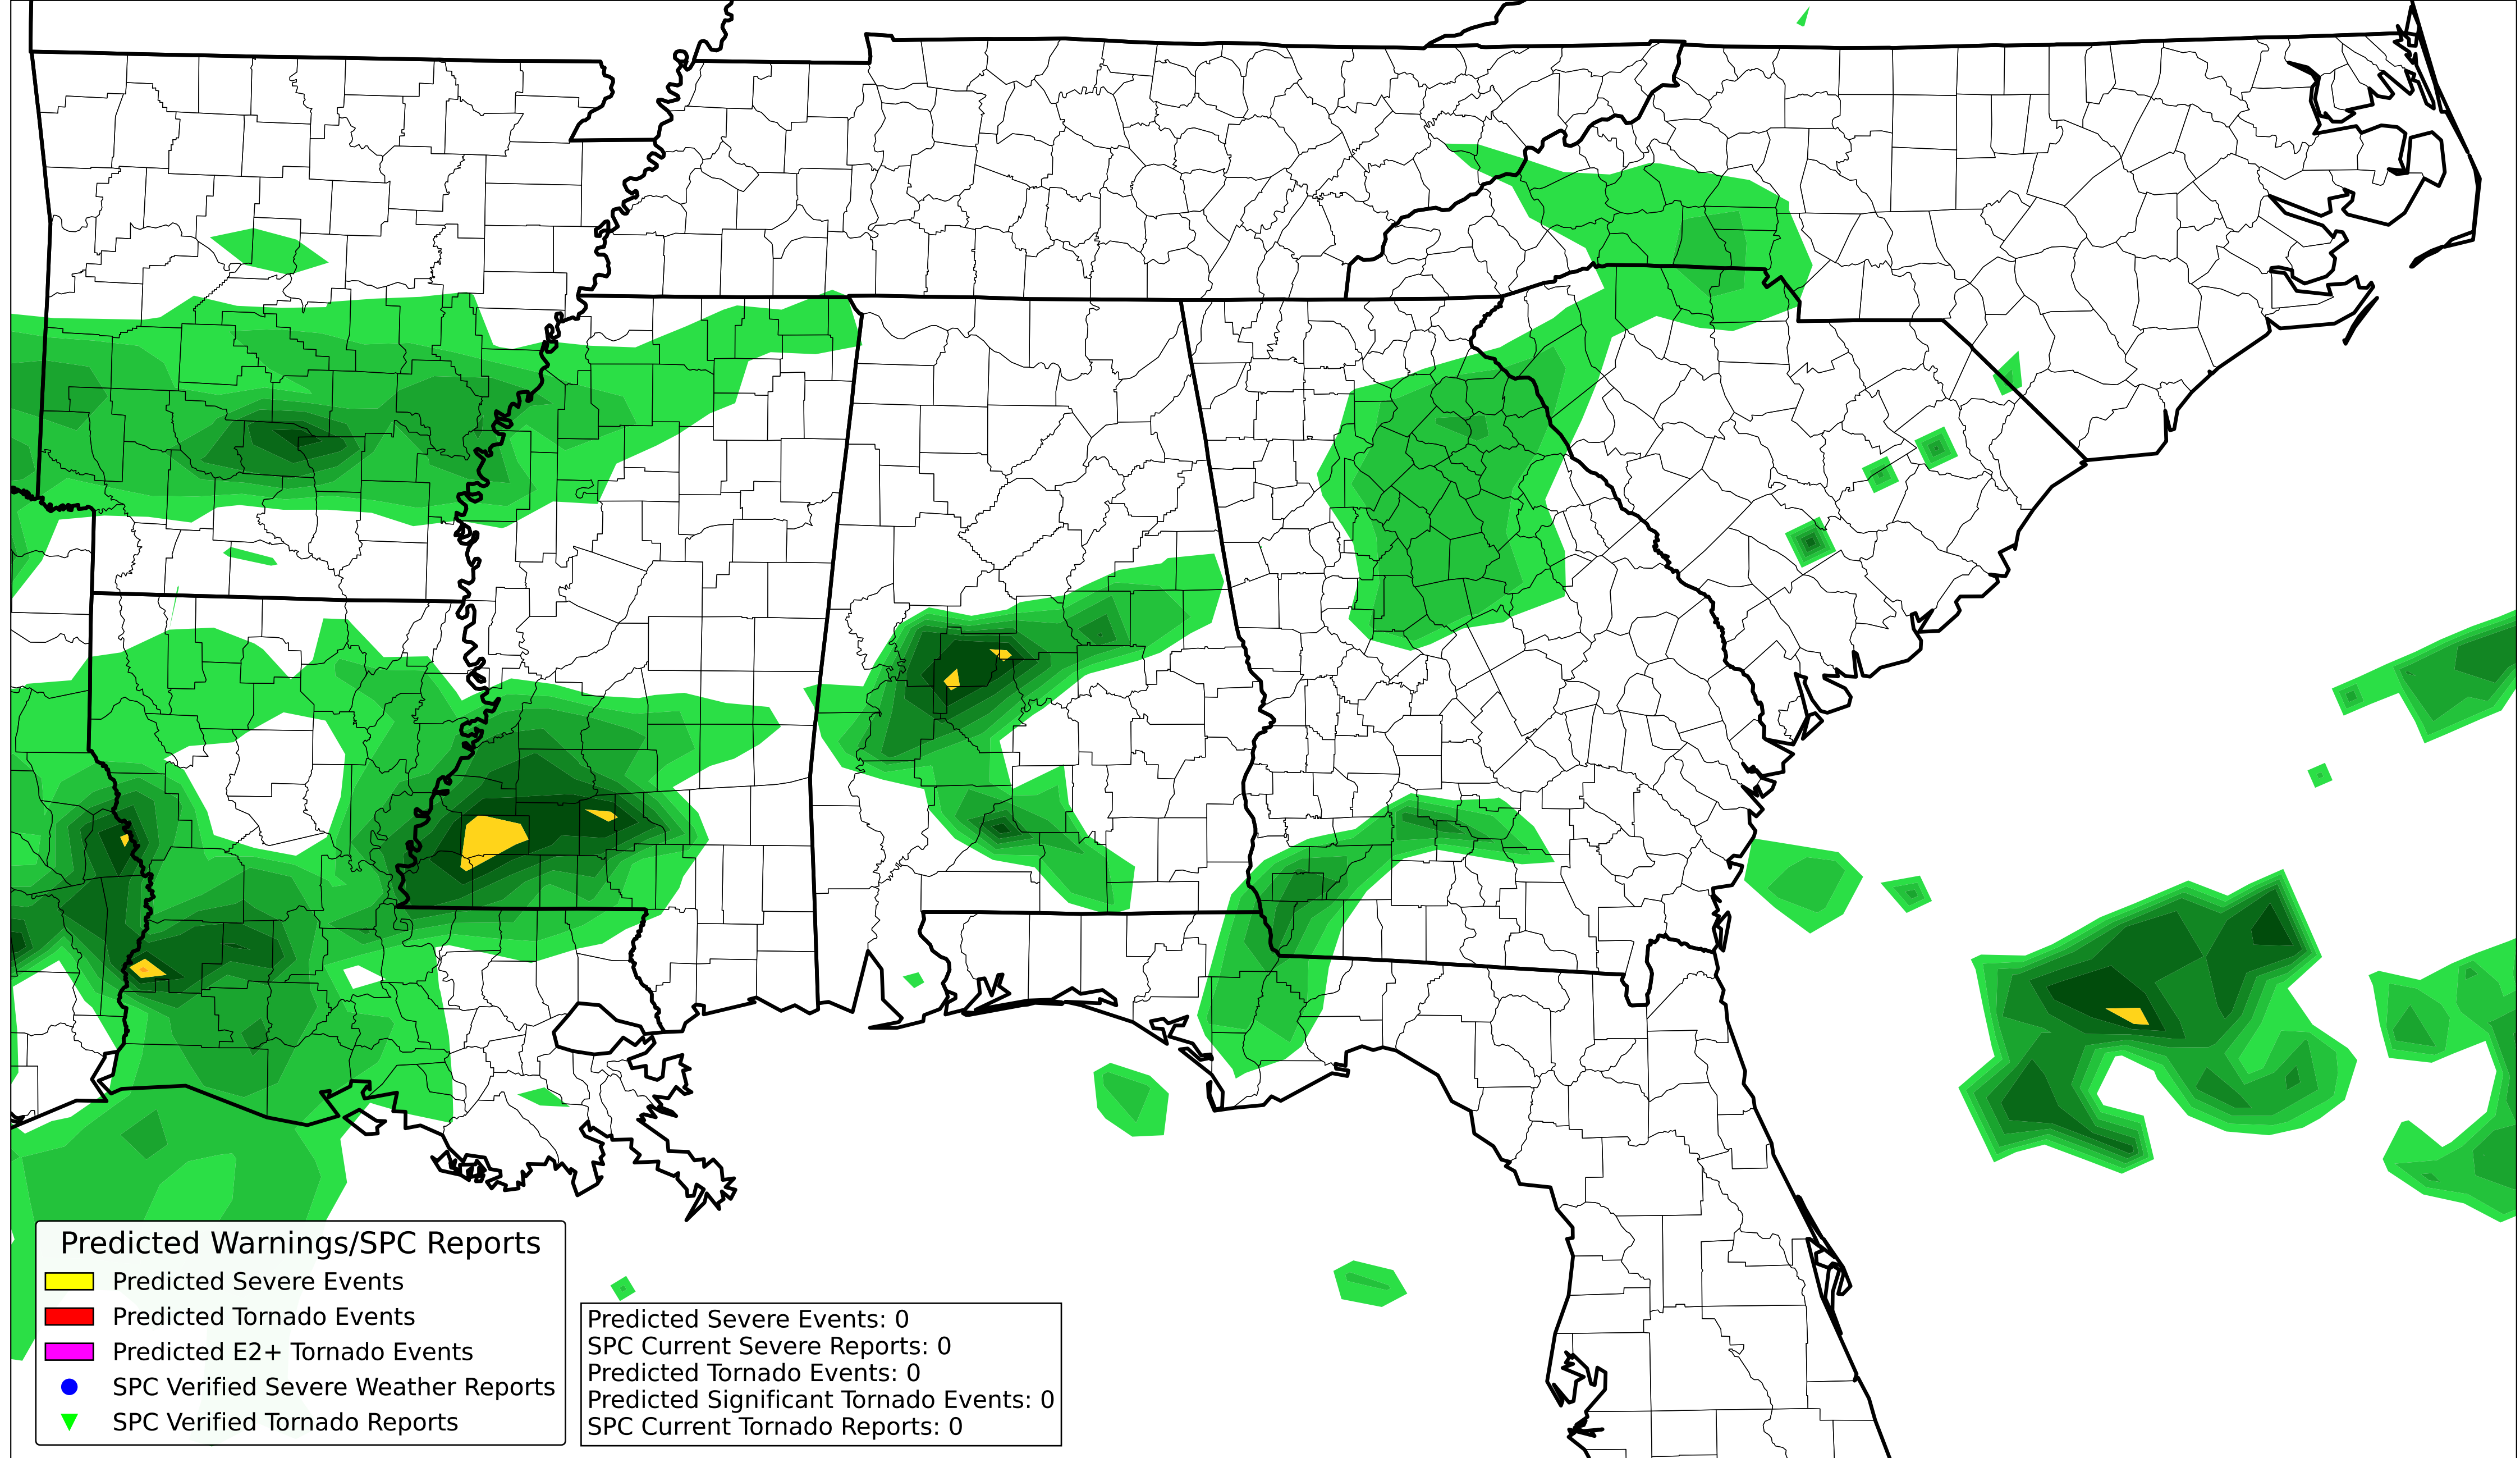 Predicted Warnings/SPC Reports
Predicted Severe Events
Predicted Tornado Events
Predicted E2+ Tornado Events
SPC Verified Severe Weather Reports
SPC Verified Tornado Reports
Predicted Severe Events: 0
SPC Current Severe Reports: 0
Predicted Tornado Events: 0
Predicted Significant Tornado Events: 0
SPC Current Tornado Reports: 0